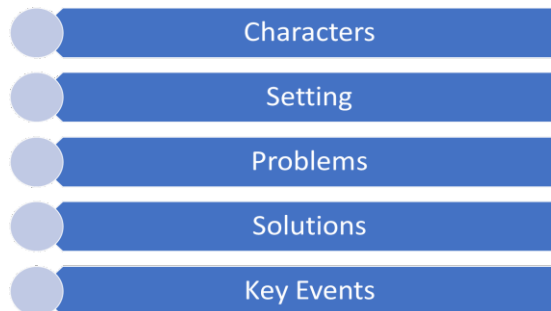 Characters
Setting
Problems
Solutions
Key Events